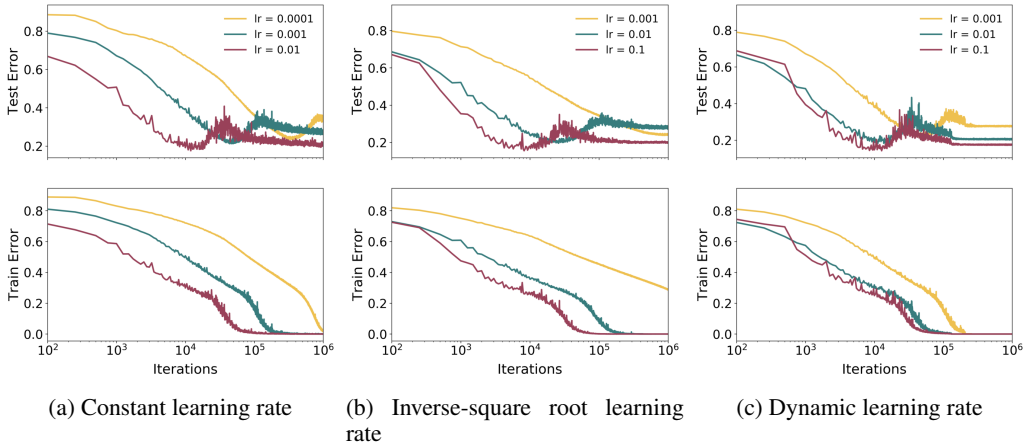 Test Error
0.8
0.6
0.4
0.2
lr = 0.0001
lr = 0.001
lr = 0.01
Test Error
0.8
0.6
0.4
0.2
lr = 0.001
lr = 0.01
lr = 0.1
Test Error
0.8
0.6
0.4
0.2
lr = 0.001
lr = 0.01
lr = 0.1
Train Error
0.8
0.6
0.4
0.2
0.0
10² 10³ 10⁴ 10⁵ 10⁶
Iterations
Train Error
0.8
0.6
0.4
0.2
0.0
10² 10³ 10⁴ 10⁵ 10⁶
Iterations
Train Error
0.8
0.6
0.4
0.2
0.0
10² 10³ 10⁴ 10⁵ 10⁶
Iterations
(a) Constant learning rate
(b) Inverse-square root learning
rate
(c) Dynamic learning rate